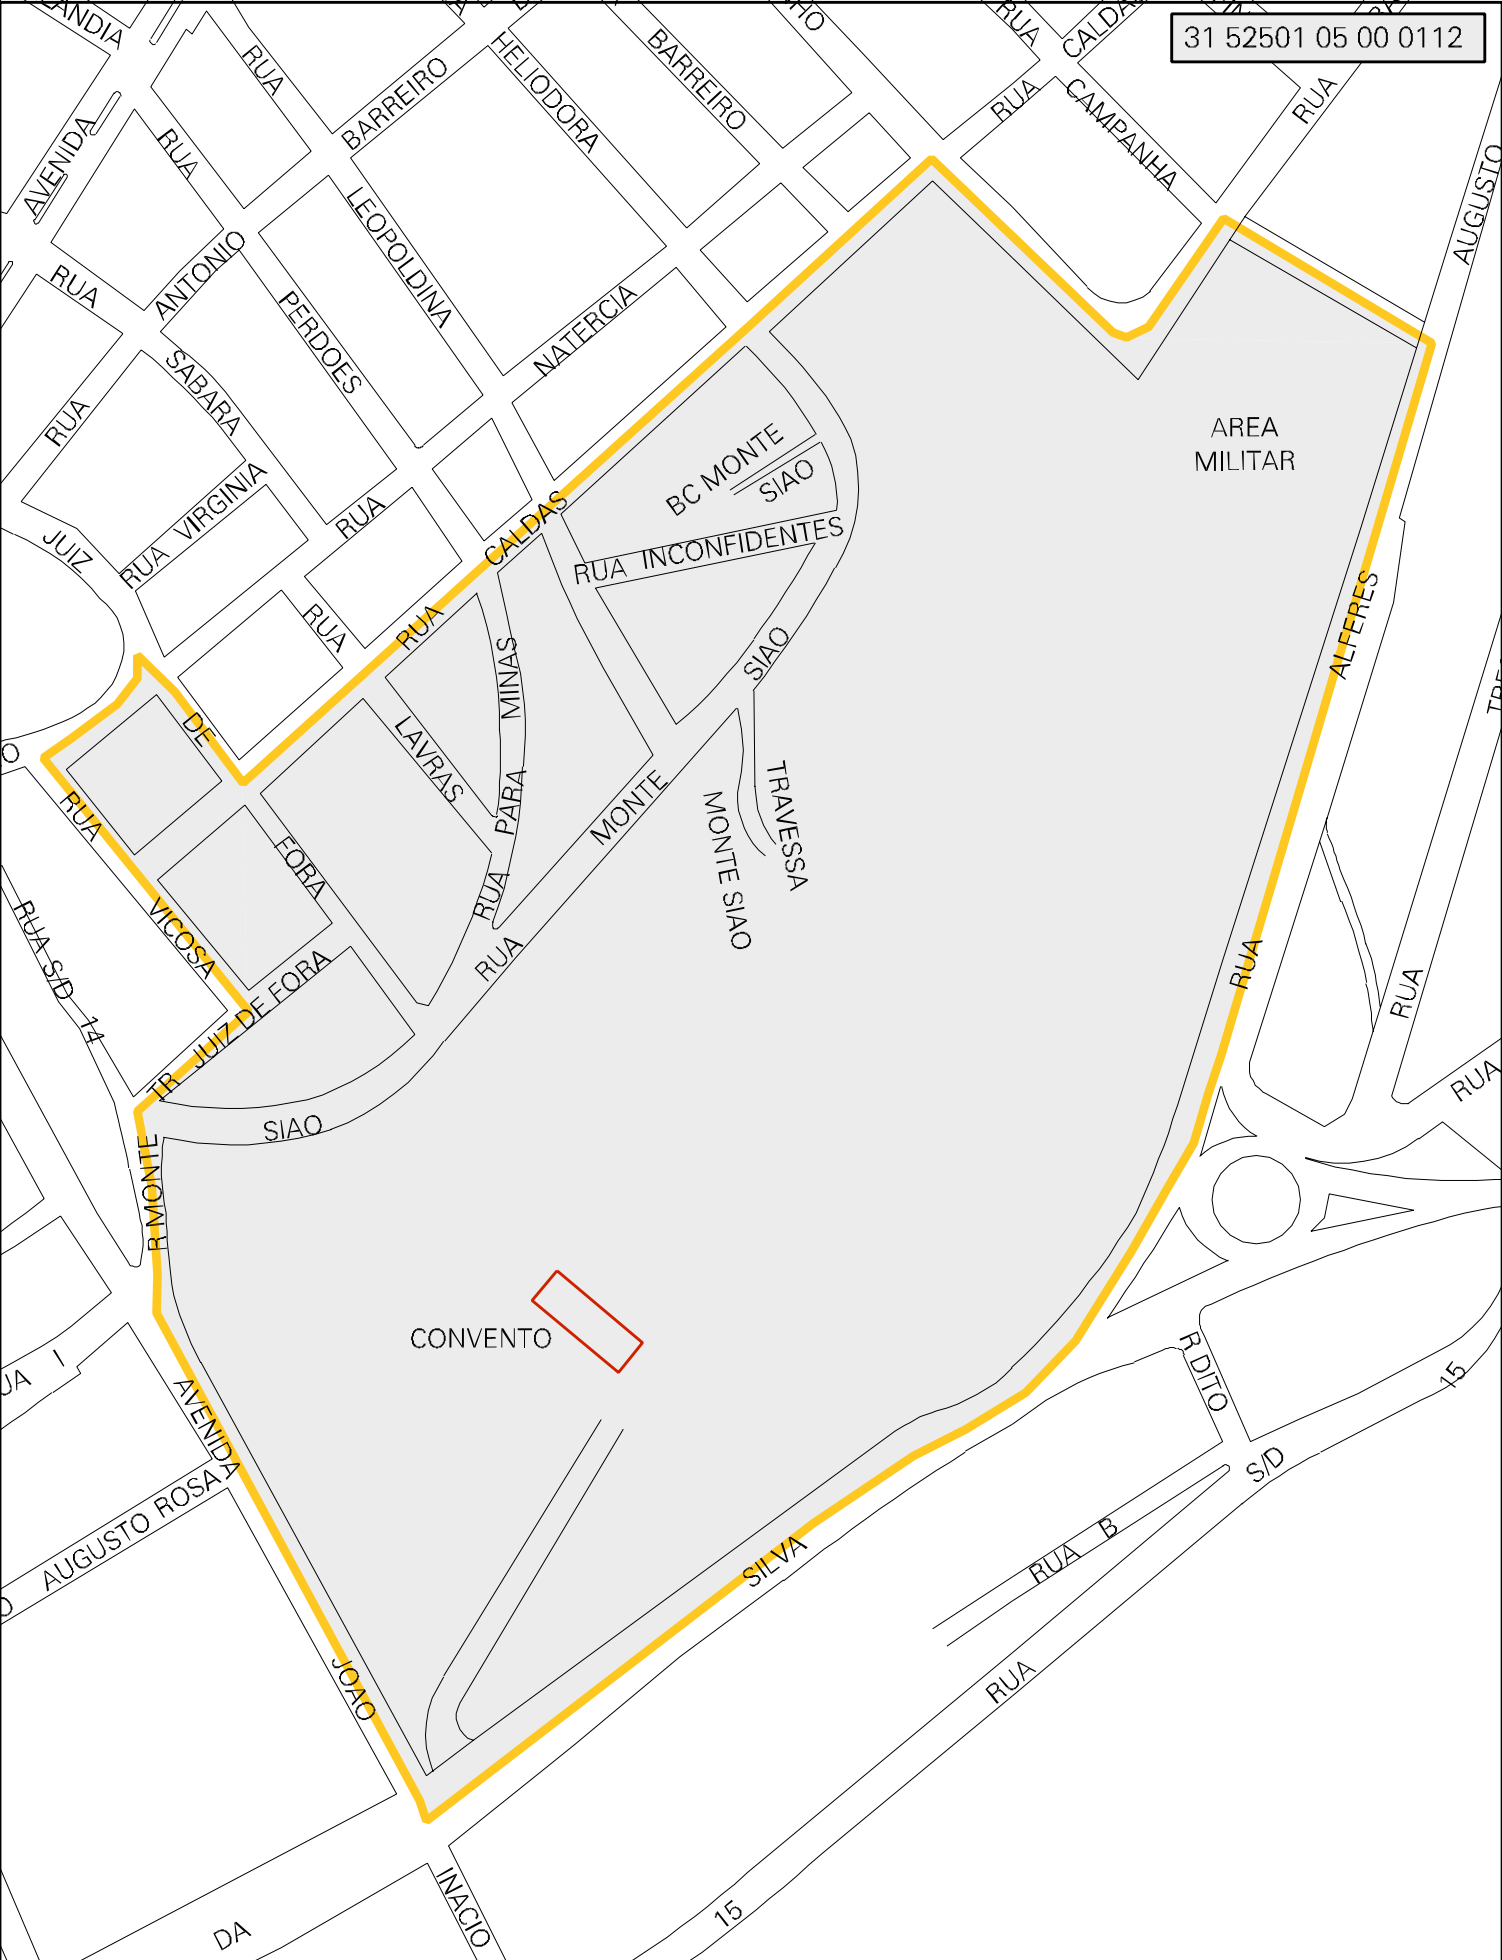 31 52501 05 00 0112
RUA
CALDAS
RUA
BARREIRO
HELIODORA
BARREIRO
RUA
CAMPANHA
RUA
AVENIDA
RUA
LEOPOLDINA
AUGUSTO
RUA
ANTONIO
PERDOES
NATERCIA
SABARA
RUA
AREA
MILITAR
BC MONTE
SIAO
JUIZ
RUA VIRGINIA
RUA
CALDAS
RUA INCONFIDENTES
RUA
RUA
MINAS
SIAO
ALFERES
DE
LAVRAS
PARA
MONTE
TRAVESSA
MONTE SIAO
RUA
FORA
RUA
VICOSA
RUA
RUA S/D 14
TR JUIZ DE FORA
RUA
RUA
RUA
SIAO
R MONTE
CONVENTO
R DITO
I
15
AVENIDA
S/D
AUGUSTO ROSA
SILVA
RUA B
JOAO
RUA
INACIO
15
DA